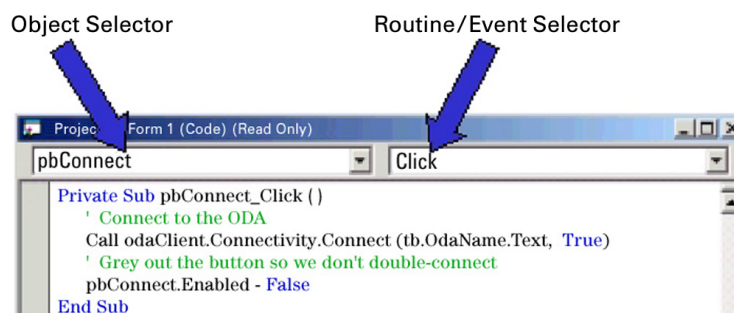 Object Selector
Routine/Event Selector
Projec Form 1 (Code) (Read Only)
pbConnect
Click
Private Sub pbConnect_Click ( )
' Connect to the ODA
Call odaClient.Connectivity.Connect (tb.OdaName.Text, True)
' Grey out the button so we don't double-connect
pbConnect.Enabled - False
End Sub